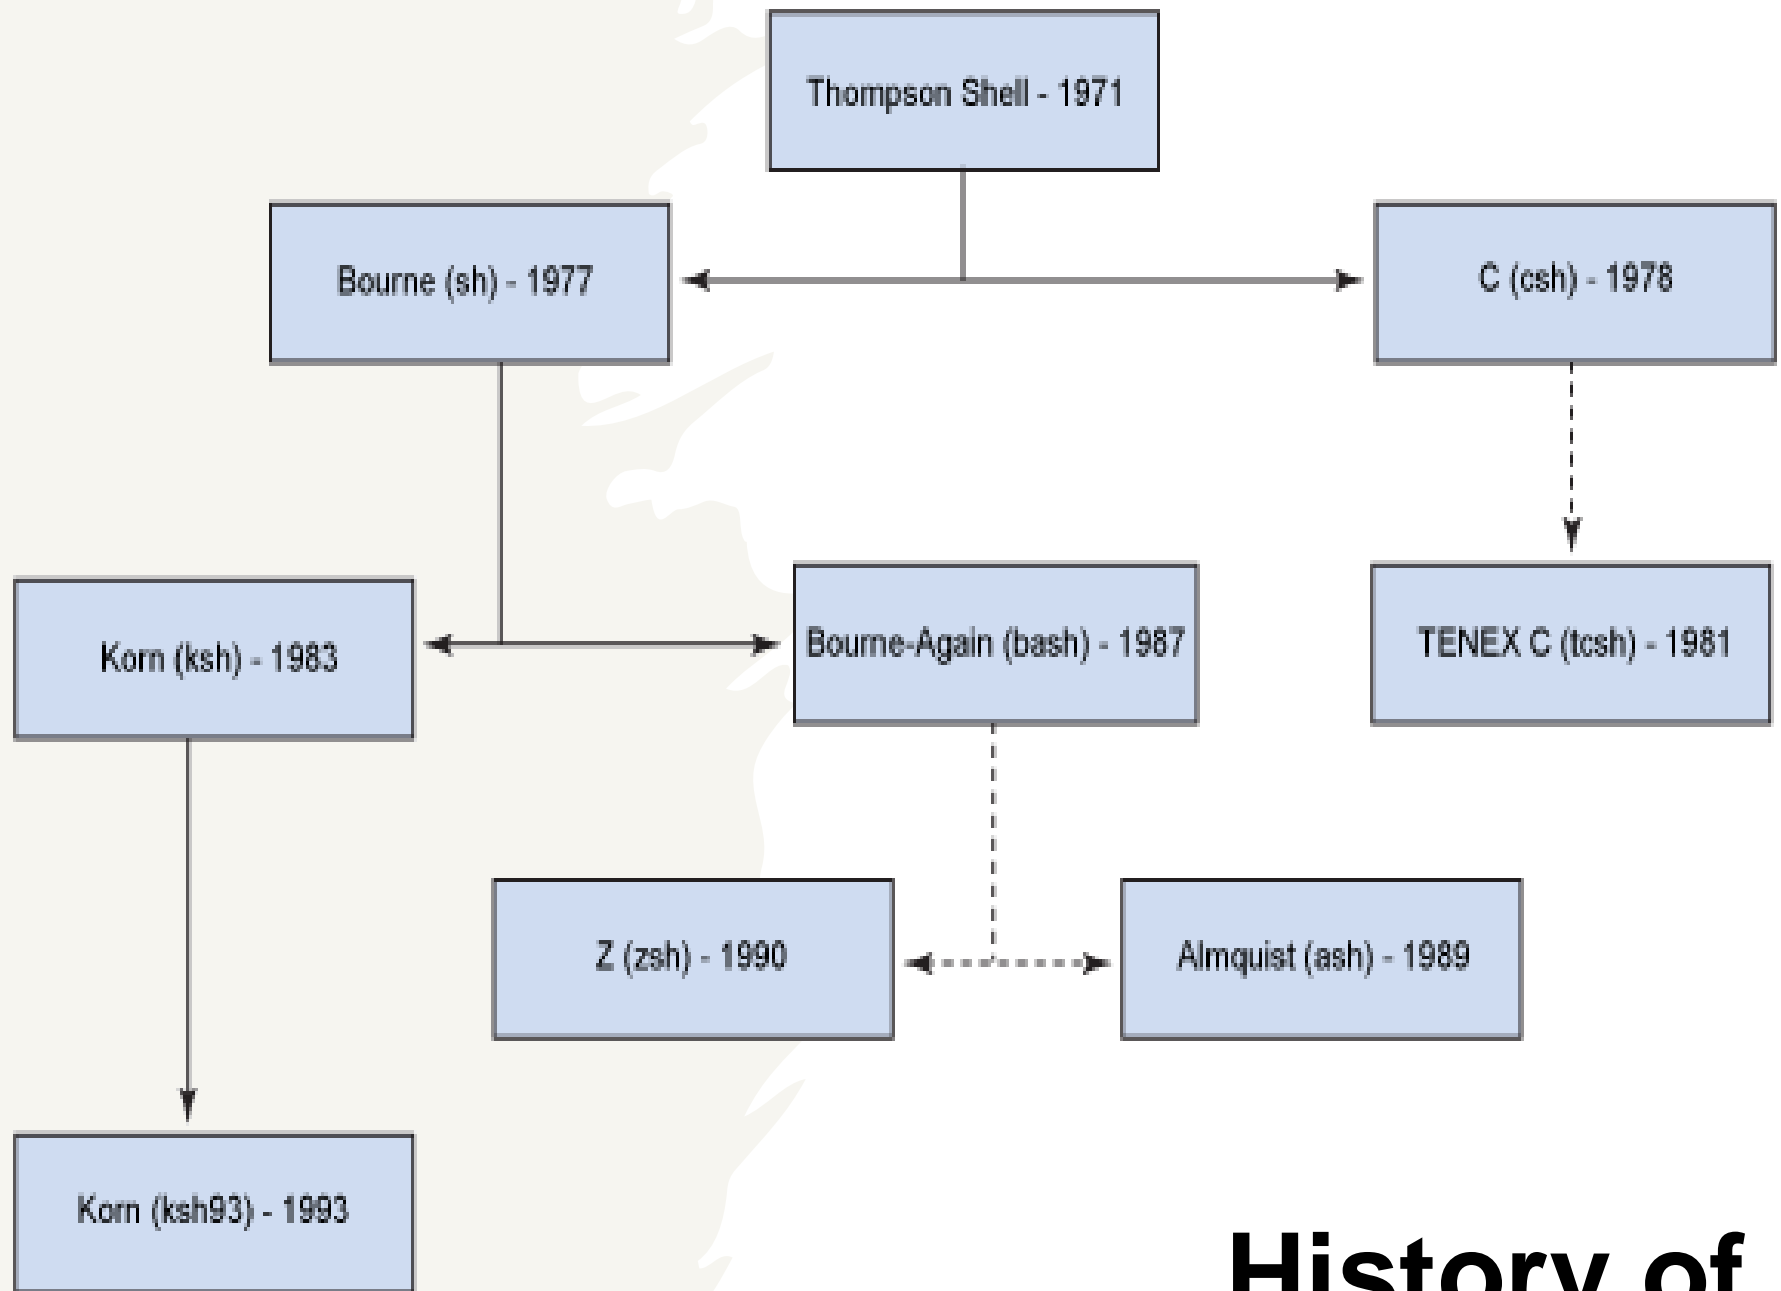 Thompson Shell - 1971
Bourne (sh) - 1977
C (csh) - 1978
Korn (ksh) - 1983
Bourne-Again (bash) - 1987
TENEX C (tcsh) - 1981
Z (zsh) - 1990
Almquist (ash) - 1989
Korn (ksh93) - 1993
History of